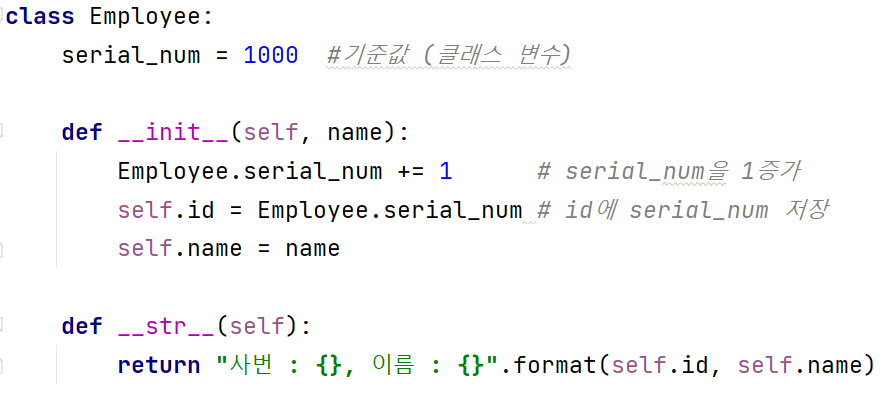 class Employee:
    serial_num = 1000  #기준값 (클래스 변수)
    def __init__(self, name):
        Employee.serial_num += 1      # serial_num을 1증가
        self.id = Employee.serial_num # id에 serial_num 저장
        self.name = name
    def __str__(self):
        return "사번 : {}, 이름 : {}".format(self.id, self.name)